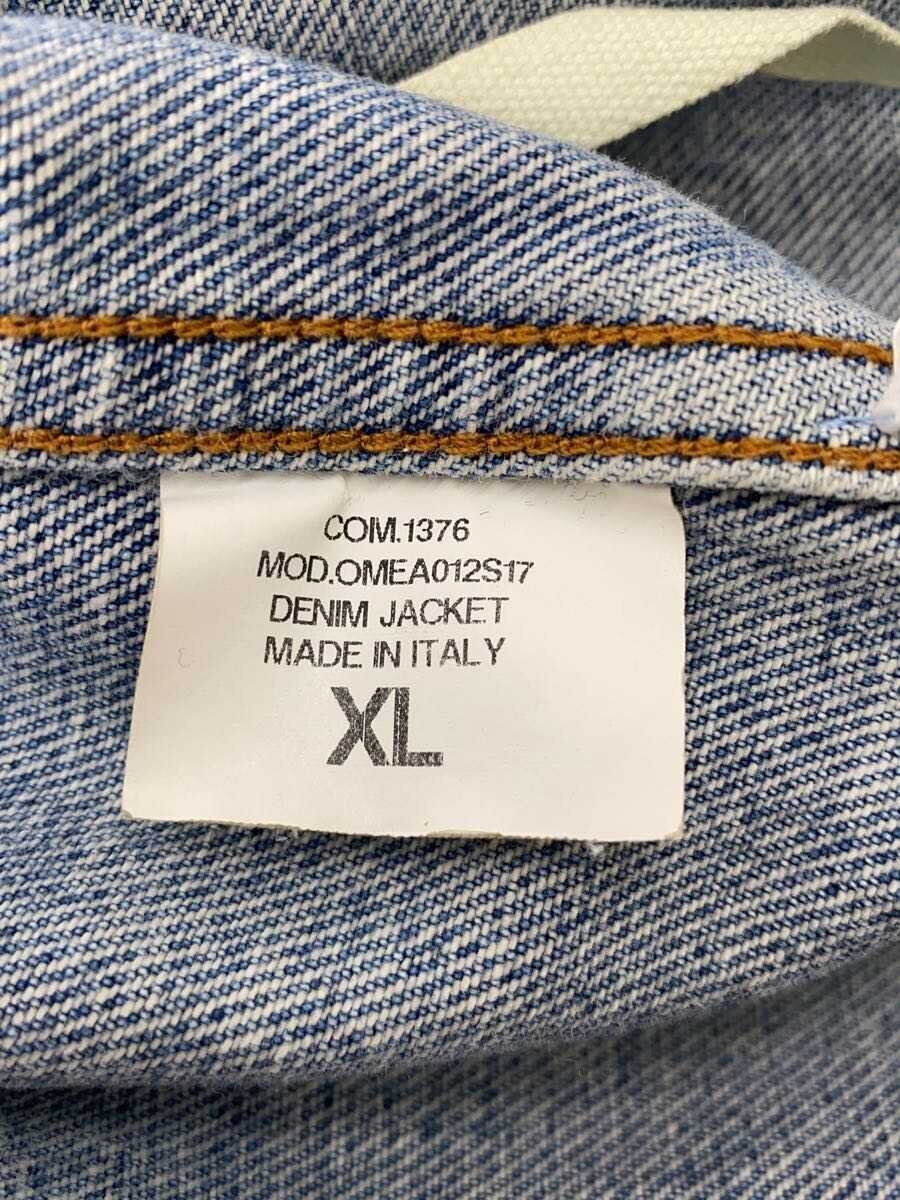 COM.1376
MOD.OMEA012S17
DENIM JACKET
MADE IN ITALY
XL